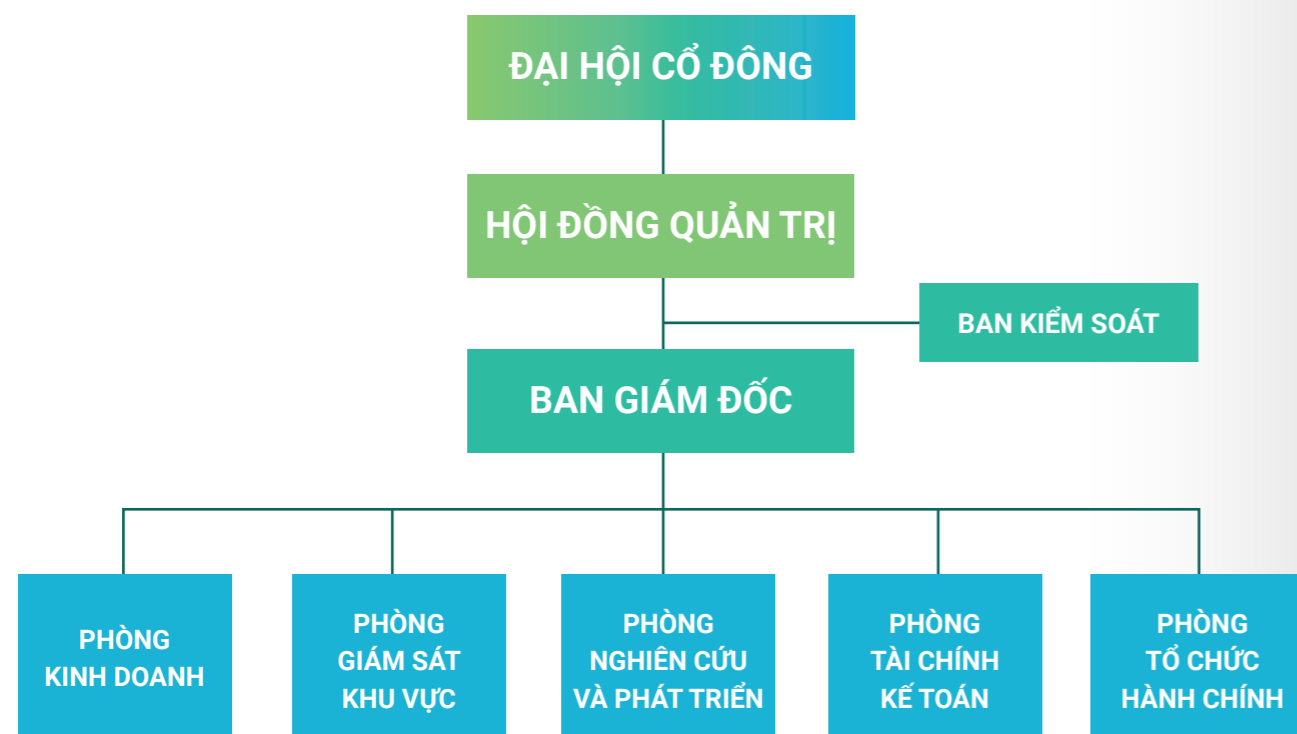 ĐẠI HỘI CỔ ĐÔNG
HỘI ĐỒNG QUẢN TRỊ
BAN KIỂM SOÁT
BAN GIÁM ĐỐC
PHÒNG
KINH DOANH
PHÒNG
GIÁM SÁT
KHU VỰC
PHÒNG
NGHIÊN CỨU
VÀ PHÁT TRIỂN
PHÒNG
TÀI CHÍNH
KẾ TOÁN
PHÒNG
TỔ CHỨC
HÀNH CHÍNH